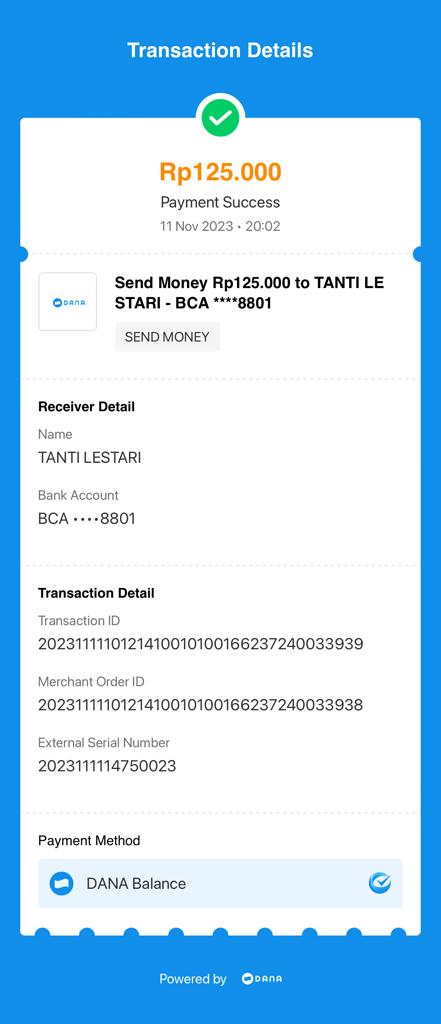 Transaction Details
Rp125.000
Payment Success
11 Nov 2023 • 20:02
DANA
Send Money Rp125.000 to TANTI LE
STARI - BCA ****8801
SEND MONEY
Receiver Detail
Name
TANTI LESTARI
Bank Account
BCA ••••8801
Transaction Detail
Transaction ID
2023111110121410010100166237240033939
Merchant Order ID
2023111110121410010100166237240033938
External Serial Number
2023111114750023
Payment Method
DANA Balance
Powered by DANA